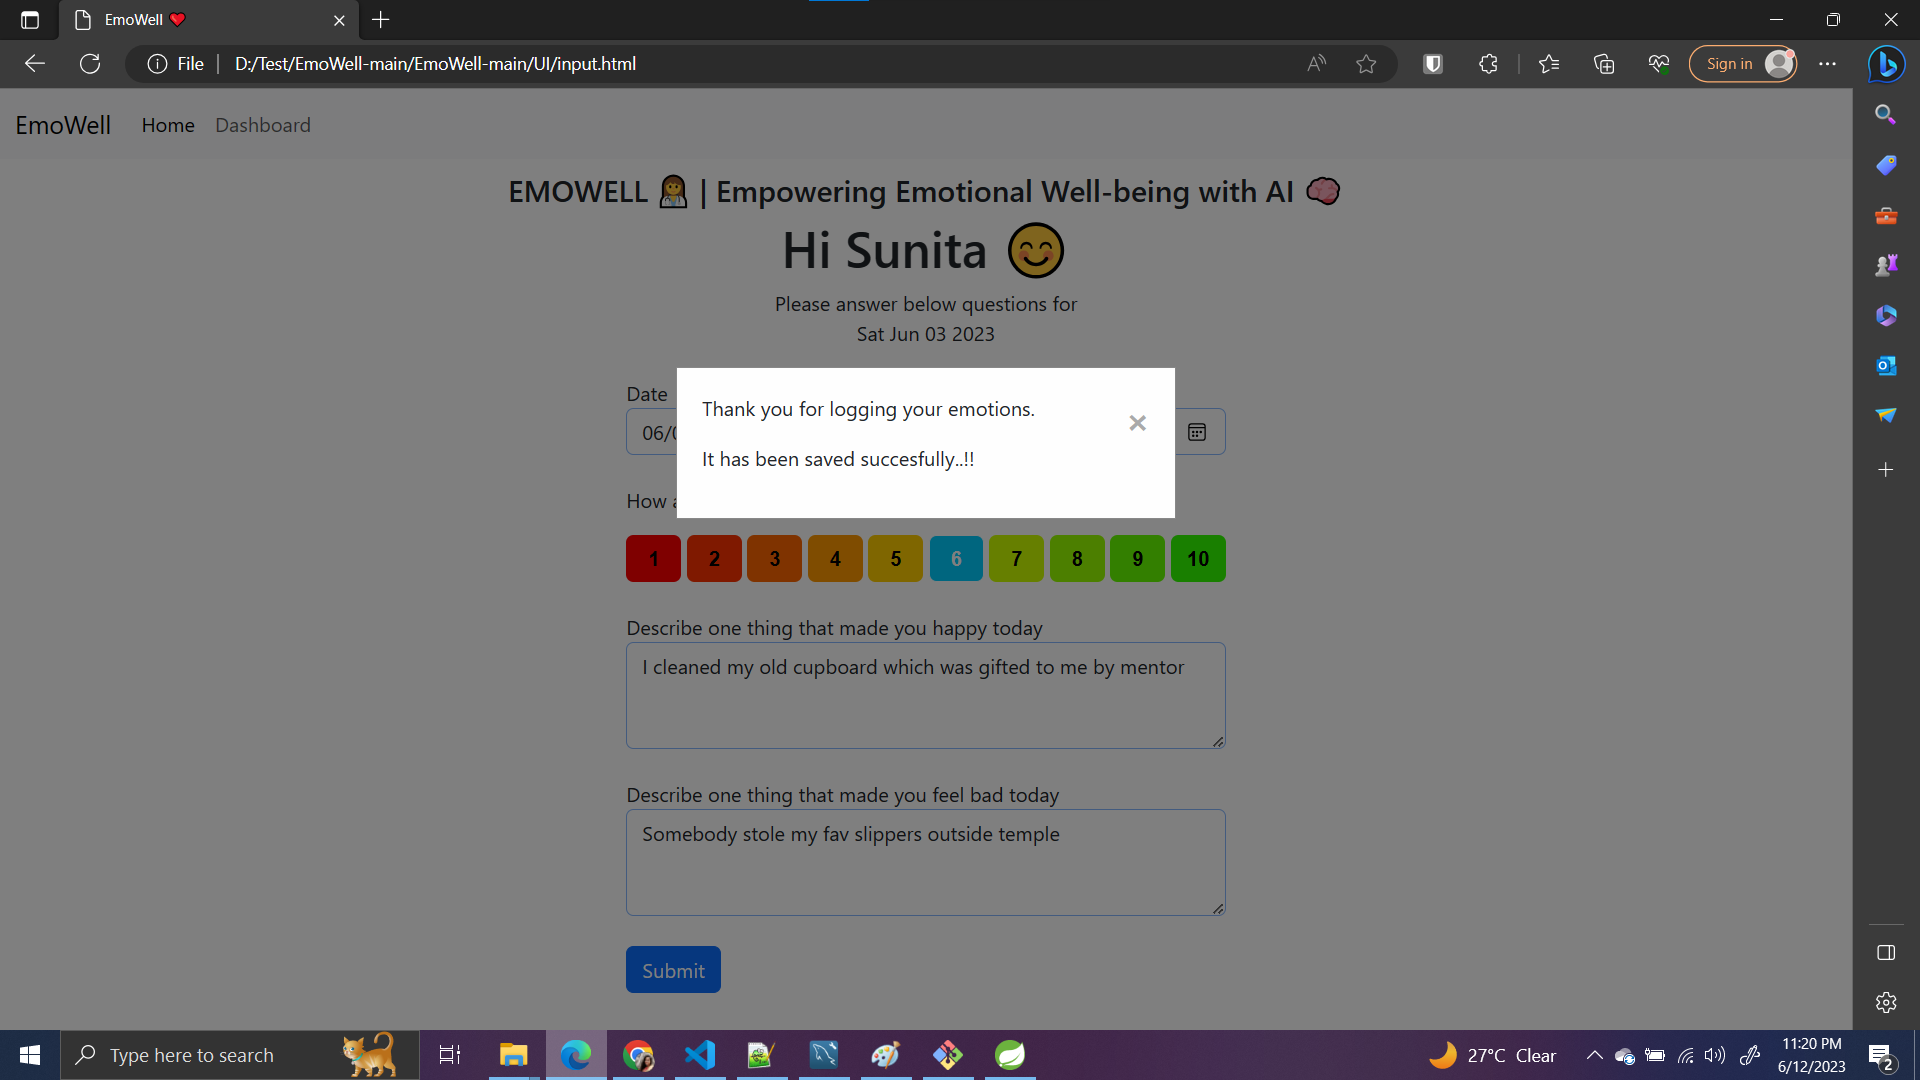 EmoWell
File
D:/Test/EmoWell-main/EmoWell-main/UI/input.html
Sign in
EmoWell
Home
Dashboard
EMOWELL | Empowering Emotional Well-being with AI
Hi Sunita
Please answer below questions for
Sat Jun 03 2023
Date
Thank you for logging your emotions.
×
06/
It has been saved succesfully..!!
How
1 2 3 4 5 6 7 8 9 10
Describe one thing that made you happy today
I cleaned my old cupboard which was gifted to me by mentor
Describe one thing that made you feel bad today
Somebody stole my fav slippers outside temple
Submit
Type here to search
27°C Clear
11:20 PM
6/12/2023
2